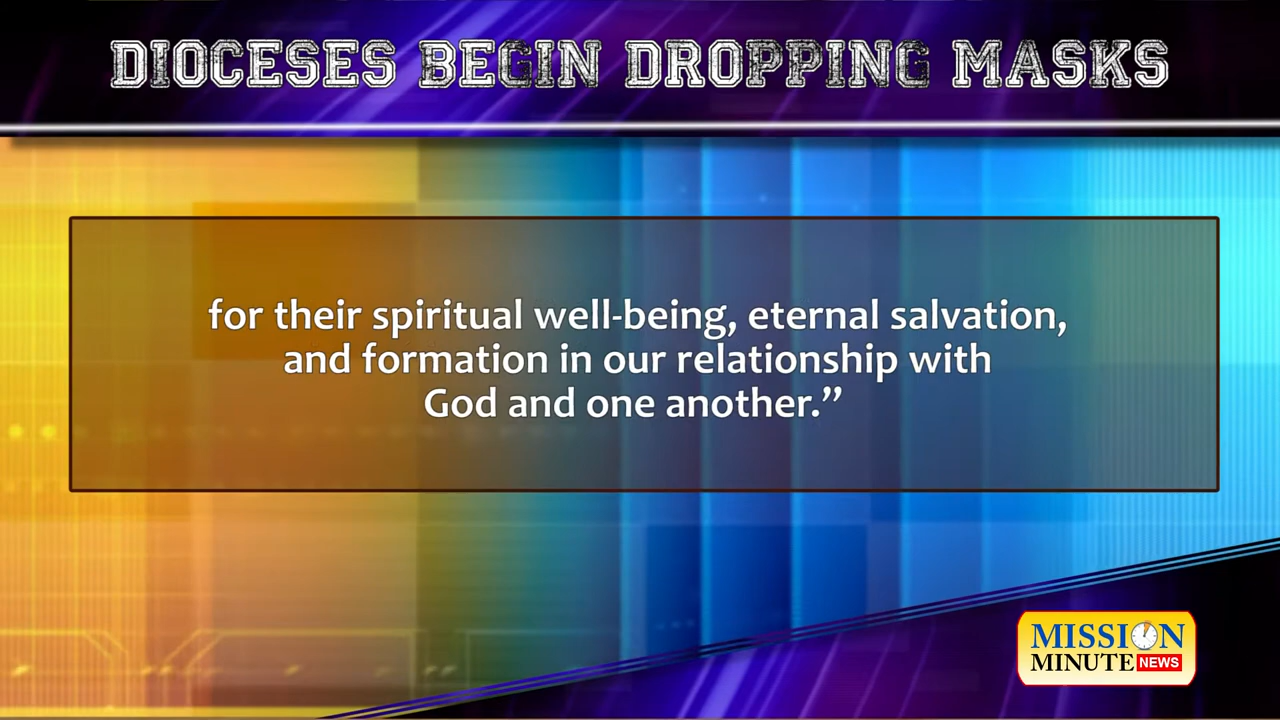 DIOCESES BEGIN DROPPING MASKS
for their spiritual well-being, eternal salvation,
and formation in our relationship with
God and one another.”
MISSION
MINUTE NEWS